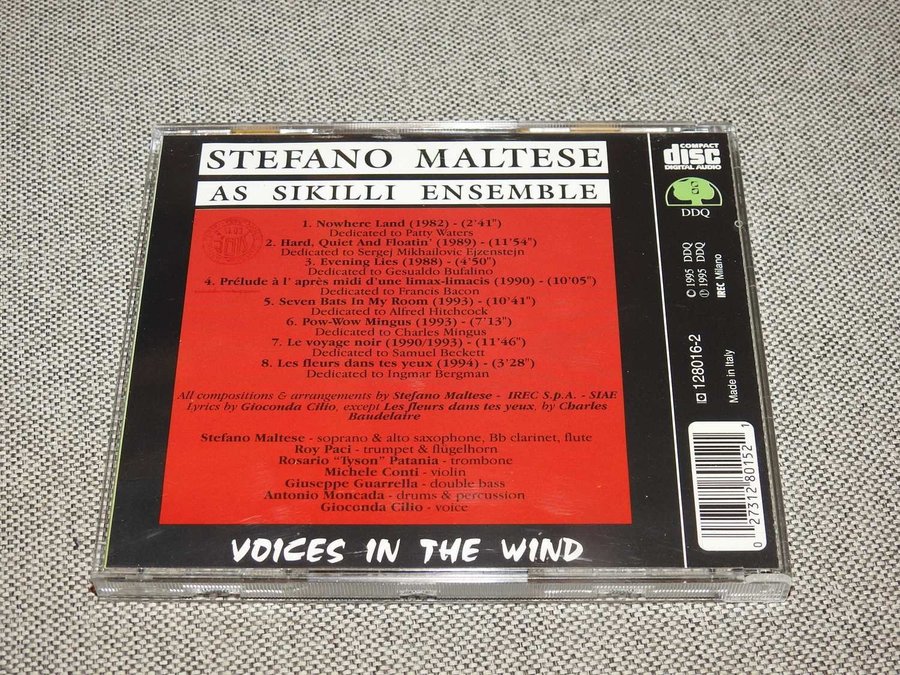 STEFANO MALTESE
AS SIKILLI ENSEMBLE
1. Nowhere Land (1982) - (2'41")
Dedicated to Patty Waters
2. Hard, Quiet And Floatin' (1989) - (11'54")
Dedicated to Sergej Mikhailovic Ejzenstejn
3. Evening Lies (1988) - (4'50")
Dedicated to Gesualdo Bufalino
4. Prélude à l' après midi d'une limax-limacis (1990) - (10'05")
Dedicated to Francis Bacon
5. Seven Bats In My Room (1993) - (10'41")
Dedicated to Alfred Hitchcock
6. Pow-Wow Mingus (1993) - (7'13")
Dedicated to Charles Mingus
7. Le voyage noir (1990/1993) - (11'46")
Dedicated to Samuel Beckett
8. Les fleurs dans tes yeux (1994) - (3'28")
Dedicated to Ingmar Bergman
All compositions & arrangements by Stefano Maltese - IREC S.p.A. - SIAE
Lyrics by Gioconda Cilio, except Les fleurs dans tes yeux, by Charles
Baudelaire
Stefano Maltese - soprano & alto saxophone, Bb clarinet, flute
Roy Paci - trumpet & flugelhorn
Rosario "Tyson" Patania - trombone
Michele Conti - violin
Giuseppe Guarrella - double bass
Antonio Moncada - drums & percussion
Gioconda Cilio - voice
VOICES IN THE WIND
COMPACT
disc
DIGITAL AUDIO
DDQ
© 1995 DDQ
℗ 1995 DDQ
IREC Milano
128016-2
Made in Italy
0 27312 80152 1